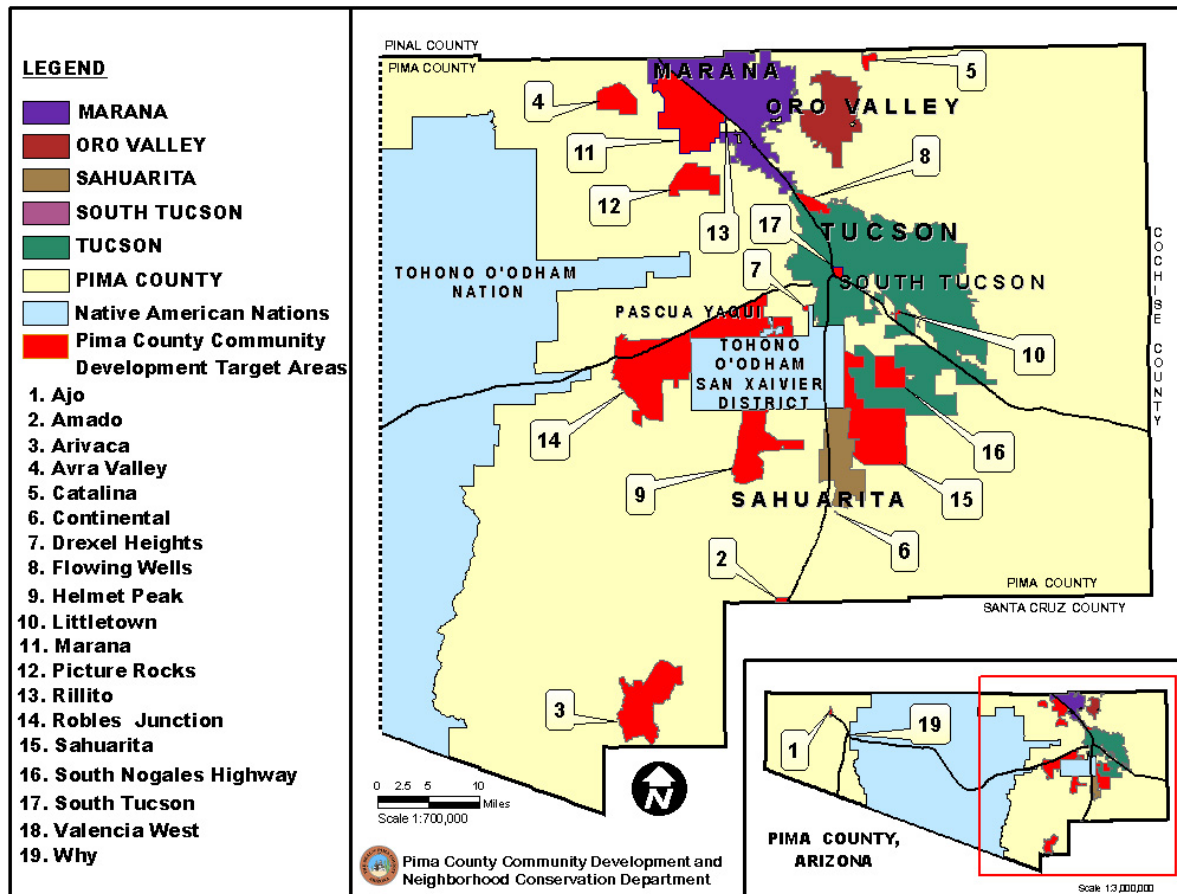 LEGEND
MARANA
ORO VALLEY
SAHUARITA
SOUTH TUCSON
TUCSON
PIMA COUNTY
Native American Nations
Pima County Community
Development Target Areas
1. Ajo
2. Amado
3. Arivaca
4. Avra Valley
5. Catalina
6. Continental
7. Drexel Heights
8. Flowing Wells
9. Helmet Peak
10. Littletown
11. Marana
12. Picture Rocks
13. Rillito
14. Robles Junction
15. Sahuarita
16. South Nogales Highway
17. South Tucson
18. Valencia West
19. Why
PINAL COUNTY
PIMA COUNTY
MARANA
ORO VALLEY
5
4
11
8
12
13
17
TUCSON
7
SOUTH TUCSON
TOHONO O'ODHAM
NATION
PASCUA YAQUI
10
TOHONO
O'ODHAM
SAN XAIVIER
DISTRICT
14
16
9
15
SAHUARITA
6
2
COCHISE COUNTY
PIMA COUNTY
SANTA CRUZ COUNTY
3
N
0 2.5 5 10
Miles
Scale 1:700,000
Pima County Community Development and
Neighborhood Conservation Department
1
19
PIMA COUNTY,
ARIZONA
Scale 1:3,000,000